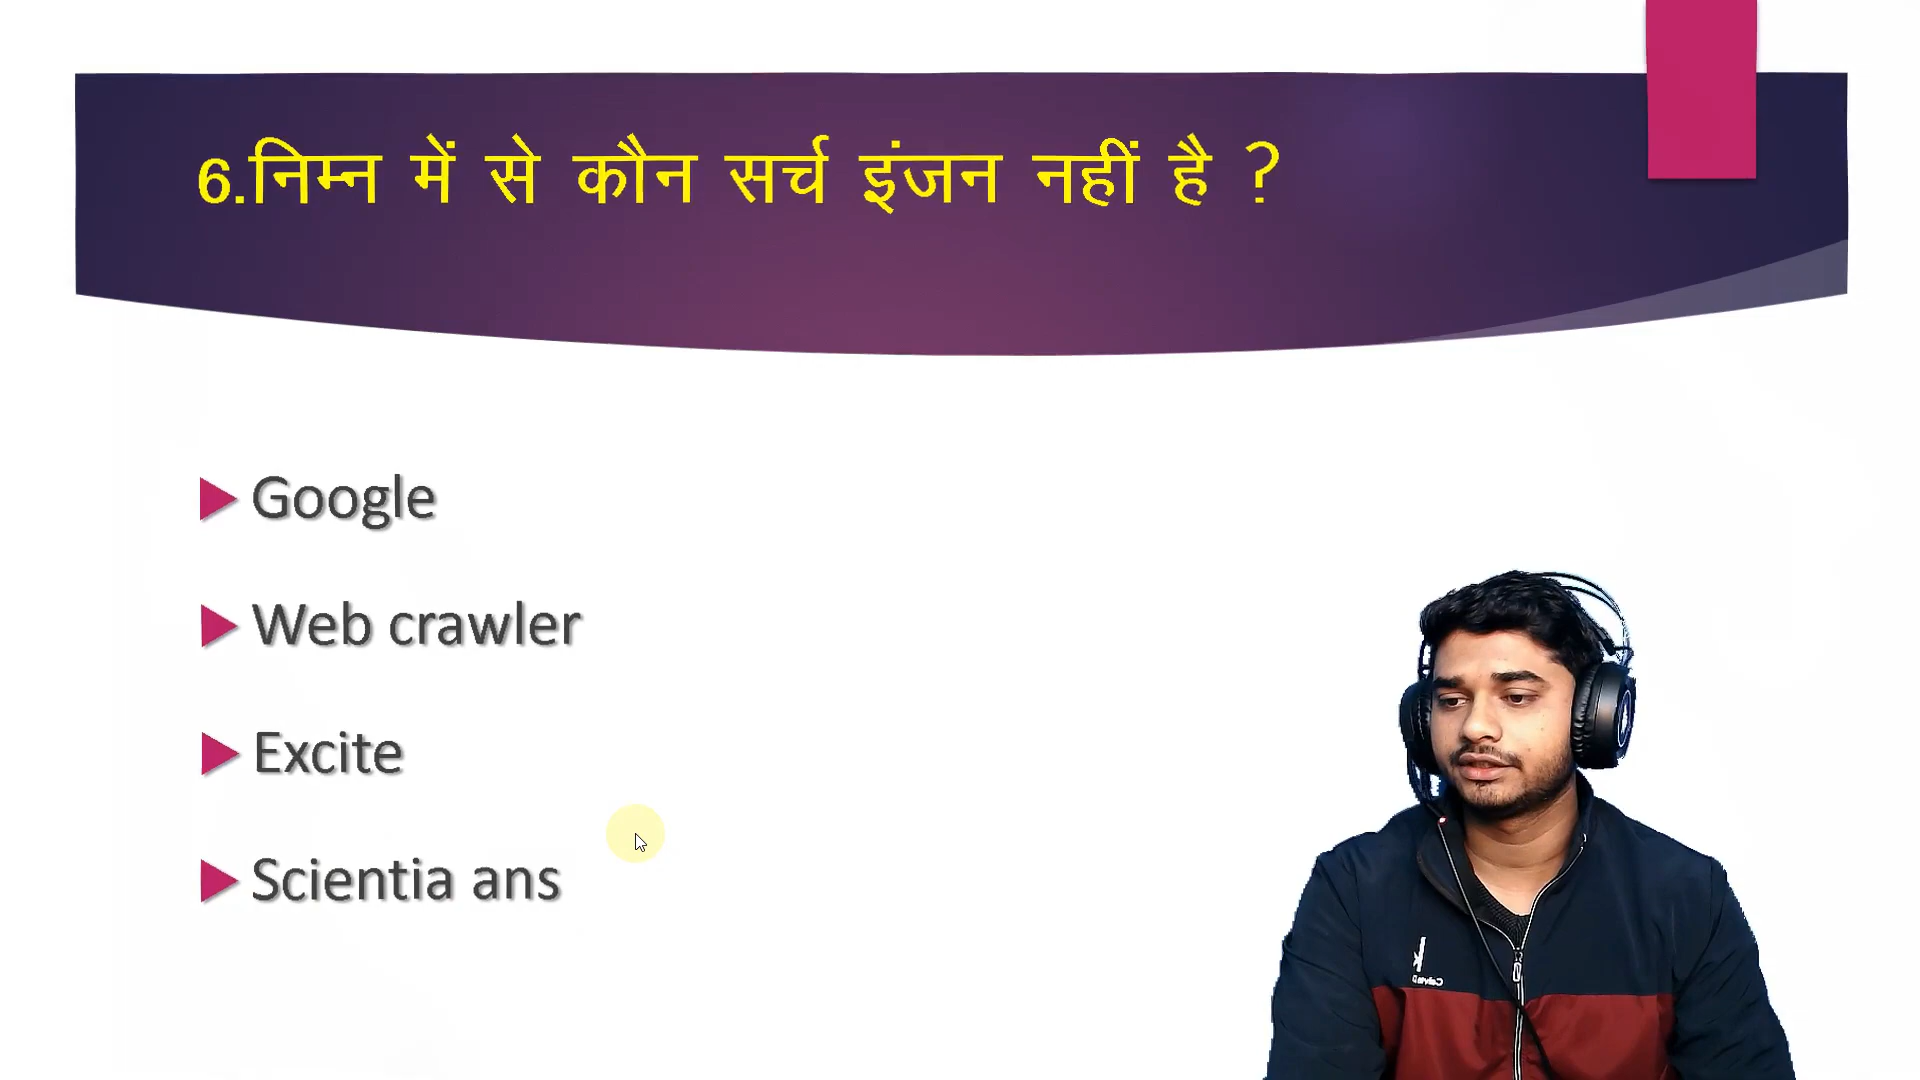 6.निम्न में से कौन सर्च इंजन नहीं है ?
Google
Web crawler
Excite
Scientia ans